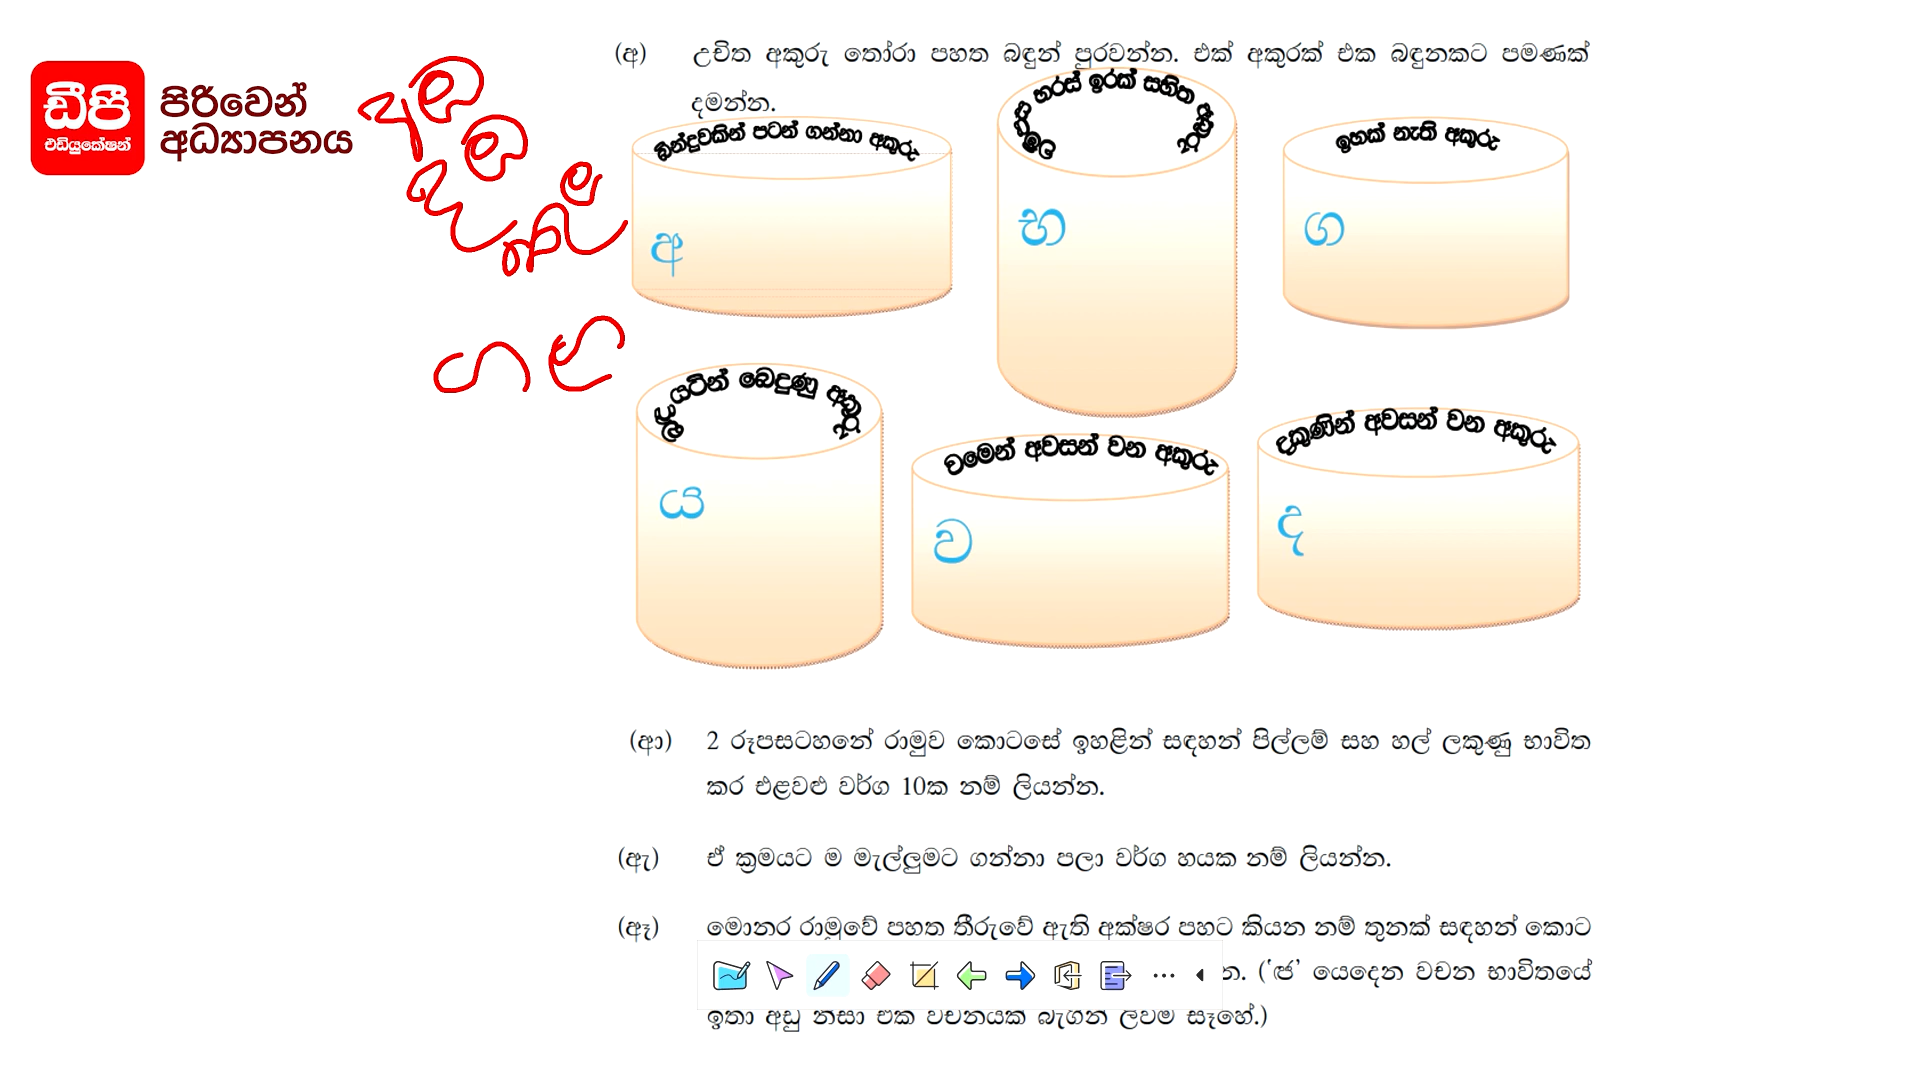 (අ) උචිත අකුරු තෝරා පහත බඳුන් පුරවන්න. එක් අකුරක් එක බඳුනකට පමණක්
දමන්න.
ඩීපී
එඩියුකේෂන්
පිරිවෙන්
අධ්‍යාපනය
බින්දුවකින් පටන් ගන්නා අකුරු
අ
හරස් ඉරක් සහිත
භ
ඉහක් නැති අකුරු
ග
ගළ
යටින් බෙදුණු
ය
වමෙන් අවසන් වන අකුරු
ව
දකුණින් අවසන් වන අකුරු
ද
(ආ) 2 රූපසටහනේ රාමුව කොටසේ ඉහළින් සඳහන් පිල්ලම් සහ හල් ලකුණු භාවිත
කර එළවළු වර්ග 10ක නම් ලියන්න.
(ඇ) ඒ ක්‍රමයට ම මැල්ලුමට ගන්නා පලා වර්ග හයක නම් ලියන්න.
(ඈ) මොනර රාමුවේ පහත තීරුවේ ඇති අක්ෂර පහට කියන නම් තුනක් සඳහන් කොට
න. (‘ඦ’ යෙදෙන වචන භාවිතයේ
ඉතා අඩු නිසා එක වචනයක් බැගින් ලිවීම සෑහේ.)